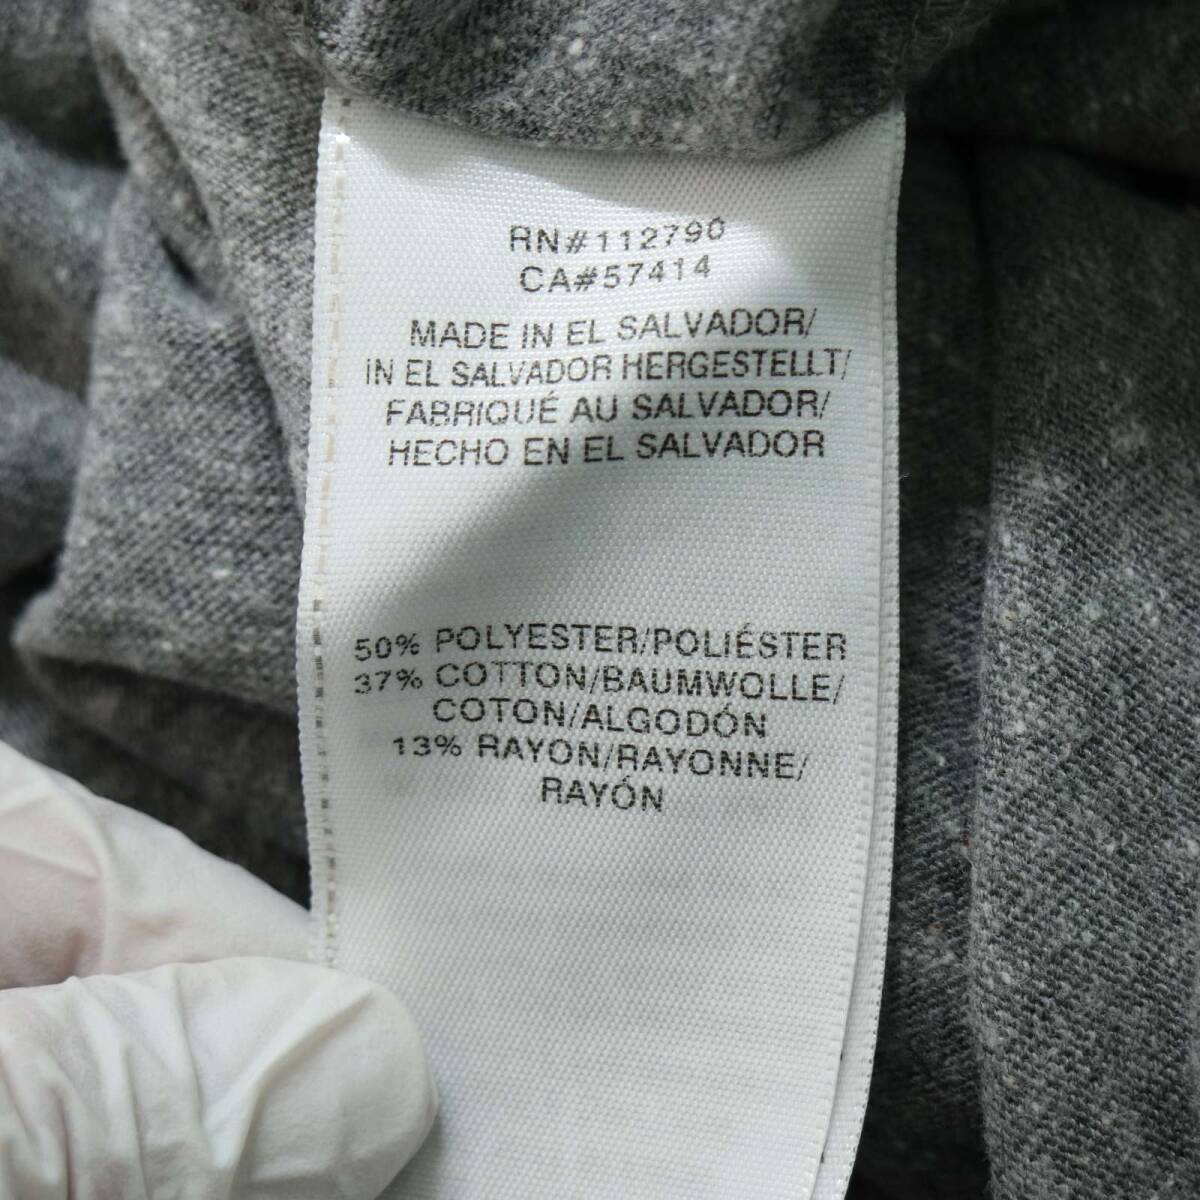 RN#112790
CA#57414
MADE IN EL SALVADOR/
IN EL SALVADOR HERGESTELLT/
FABRIQUÉ AU SALVADOR/
HECHO EN EL SALVADOR
50% POLYESTER/POLIÉSTER
37% COTTON/BAUMWOLLE/
COTON/ALGODÓN
13% RAYON/RAYONNE/
RAYÓN